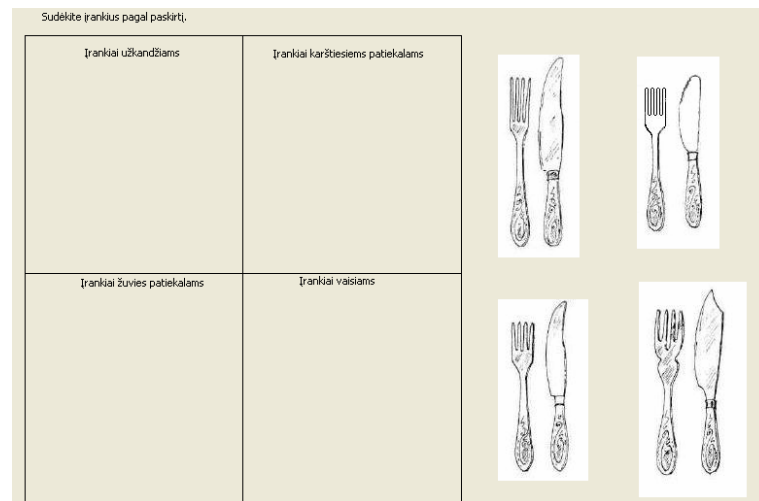 Sudėkite įrankius pagal paskirtį.
Įrankiai užkandžiams
Įrankiai karštiesiems patiekalams
Įrankiai žuvies patiekalams
Įrankiai vaisiams